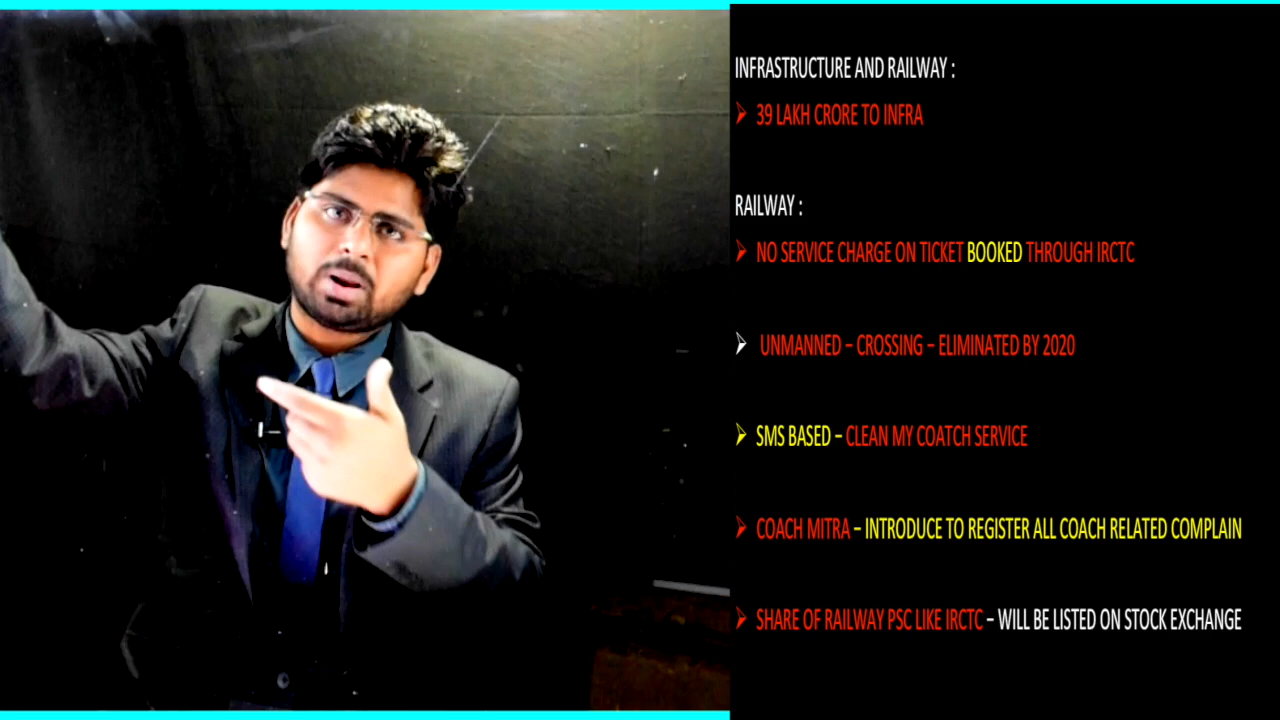 INFRASTRUCTURE AND RAILWAY :
➢ 39 LAKH CRORE TO INFRA
RAILWAY :
➢ NO SERVICE CHARGE ON TICKET BOOKED THROUGH IRCTC
➢ UNMANNED – CROSSING – ELIMINATED BY 2020
➢ SMS BASED – CLEAN MY COATCH SERVICE
➢ COACH MITRA – INTRODUCE TO REGISTER ALL COACH RELATED COMPLAIN
➢ SHARE OF RAILWAY PSC LIKE IRCTC – WILL BE LISTED ON STOCK EXCHANGE